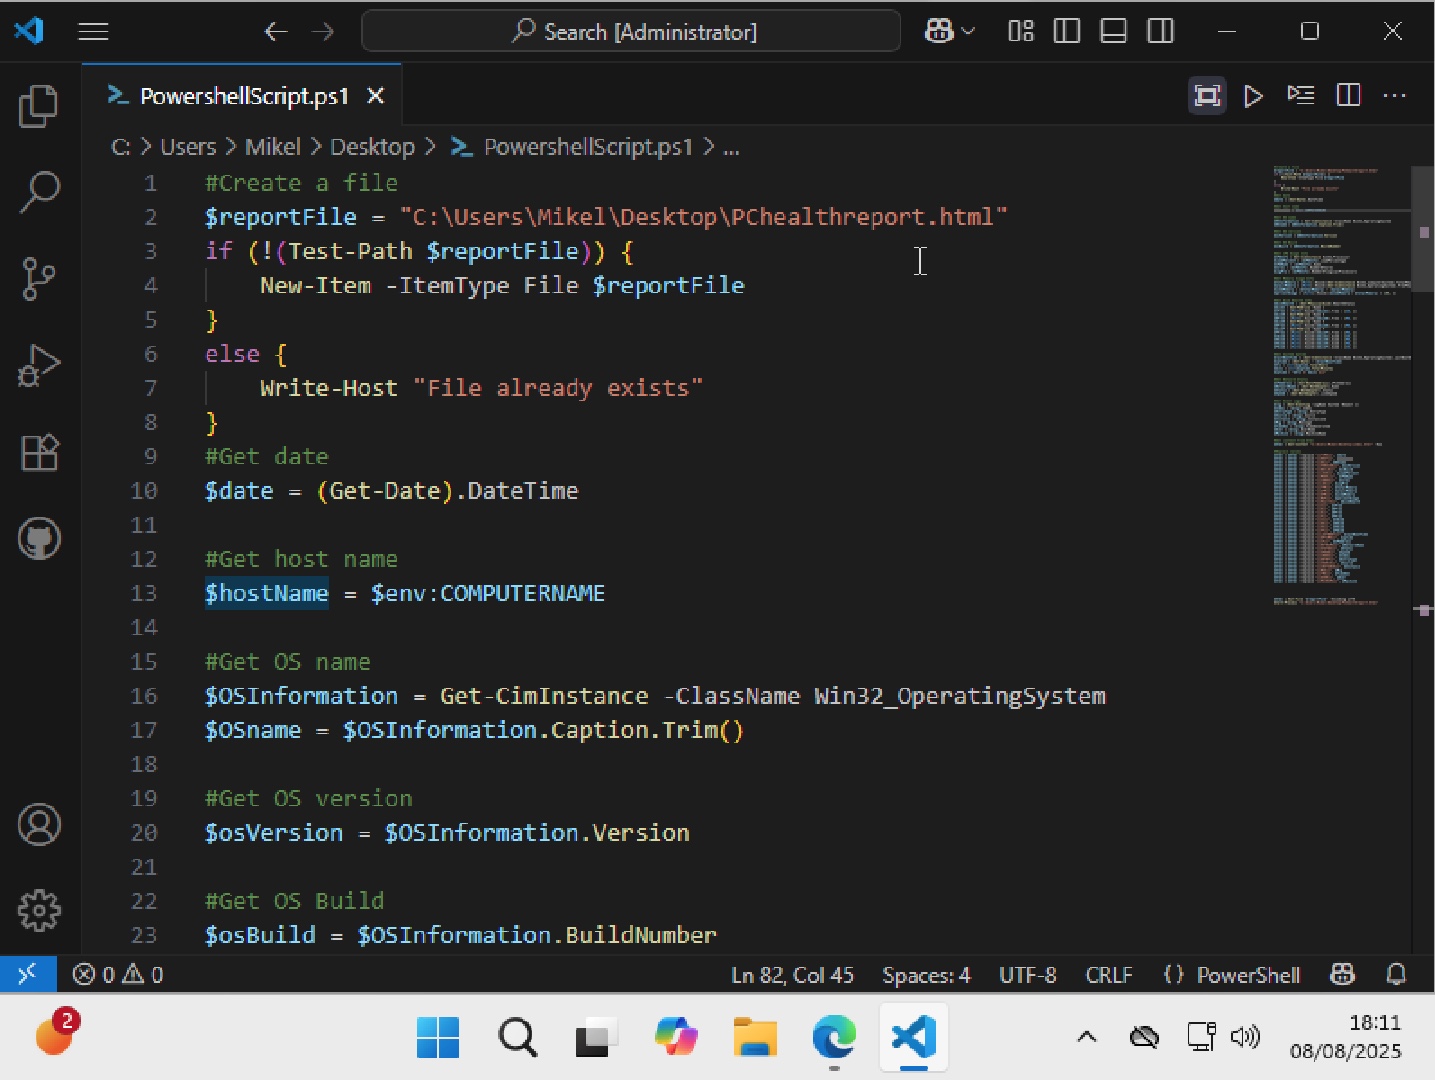 Search [Administrator]
PowershellScript.ps1
C: > Users > Mikel > Desktop > PowershellScript.ps1 > ...
1 #Create a file
2 $reportFile = "C:\Users\Mikel\Desktop\PChealthreport.html"
3 if (!(Test-Path $reportFile)) {
4 New-Item -ItemType File $reportFile
5 }
6 else {
7 Write-Host "File already exists"
8 }
9 #Get date
10 $date = (Get-Date).DateTime
11
12 #Get host name
13 $hostName = $env:COMPUTERNAME
14
15 #Get OS name
16 $OSInformation = Get-CimInstance -ClassName Win32_OperatingSystem
17 $OSname = $OSInformation.Caption.Trim()
18
19 #Get OS version
20 $osVersion = $OSInformation.Version
21
22 #Get OS Build
23 $osBuild = $OSInformation.BuildNumber
0 0 Ln 82, Col 45 Spaces: 4 UTF-8 CRLF {} PowerShell
2
18:11
08/08/2025